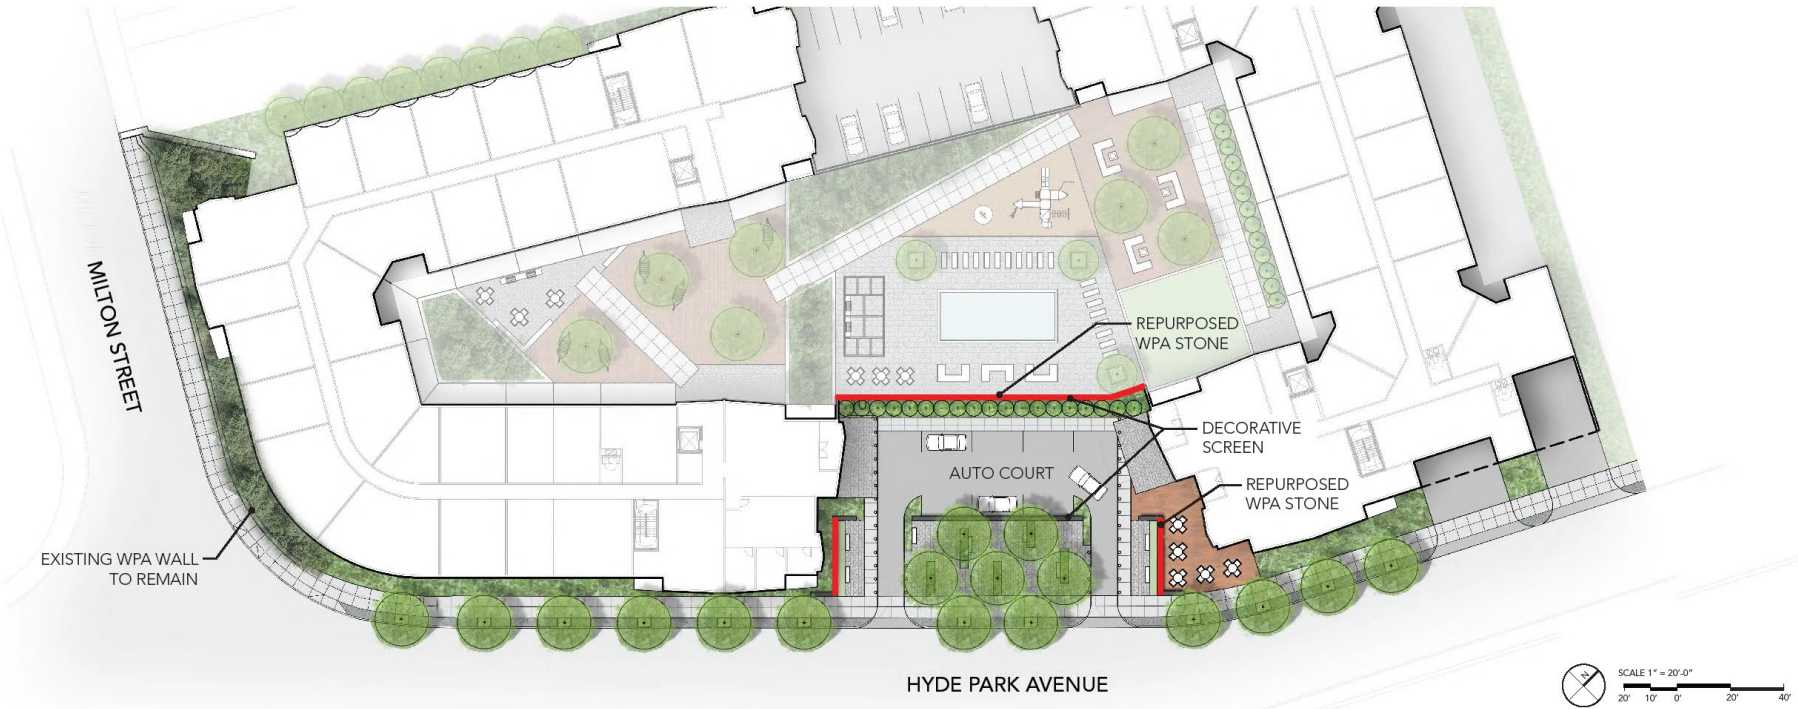 MILTON STREET
REPURPOSED
WPA STONE
DECORATIVE
SCREEN
AUTO COURT
REPURPOSED
WPA STONE
EXISTING WPA WALL
TO REMAIN
HYDE PARK AVENUE
N
SCALE 1" = 20'-0"
20' 10' 0' 20' 40'